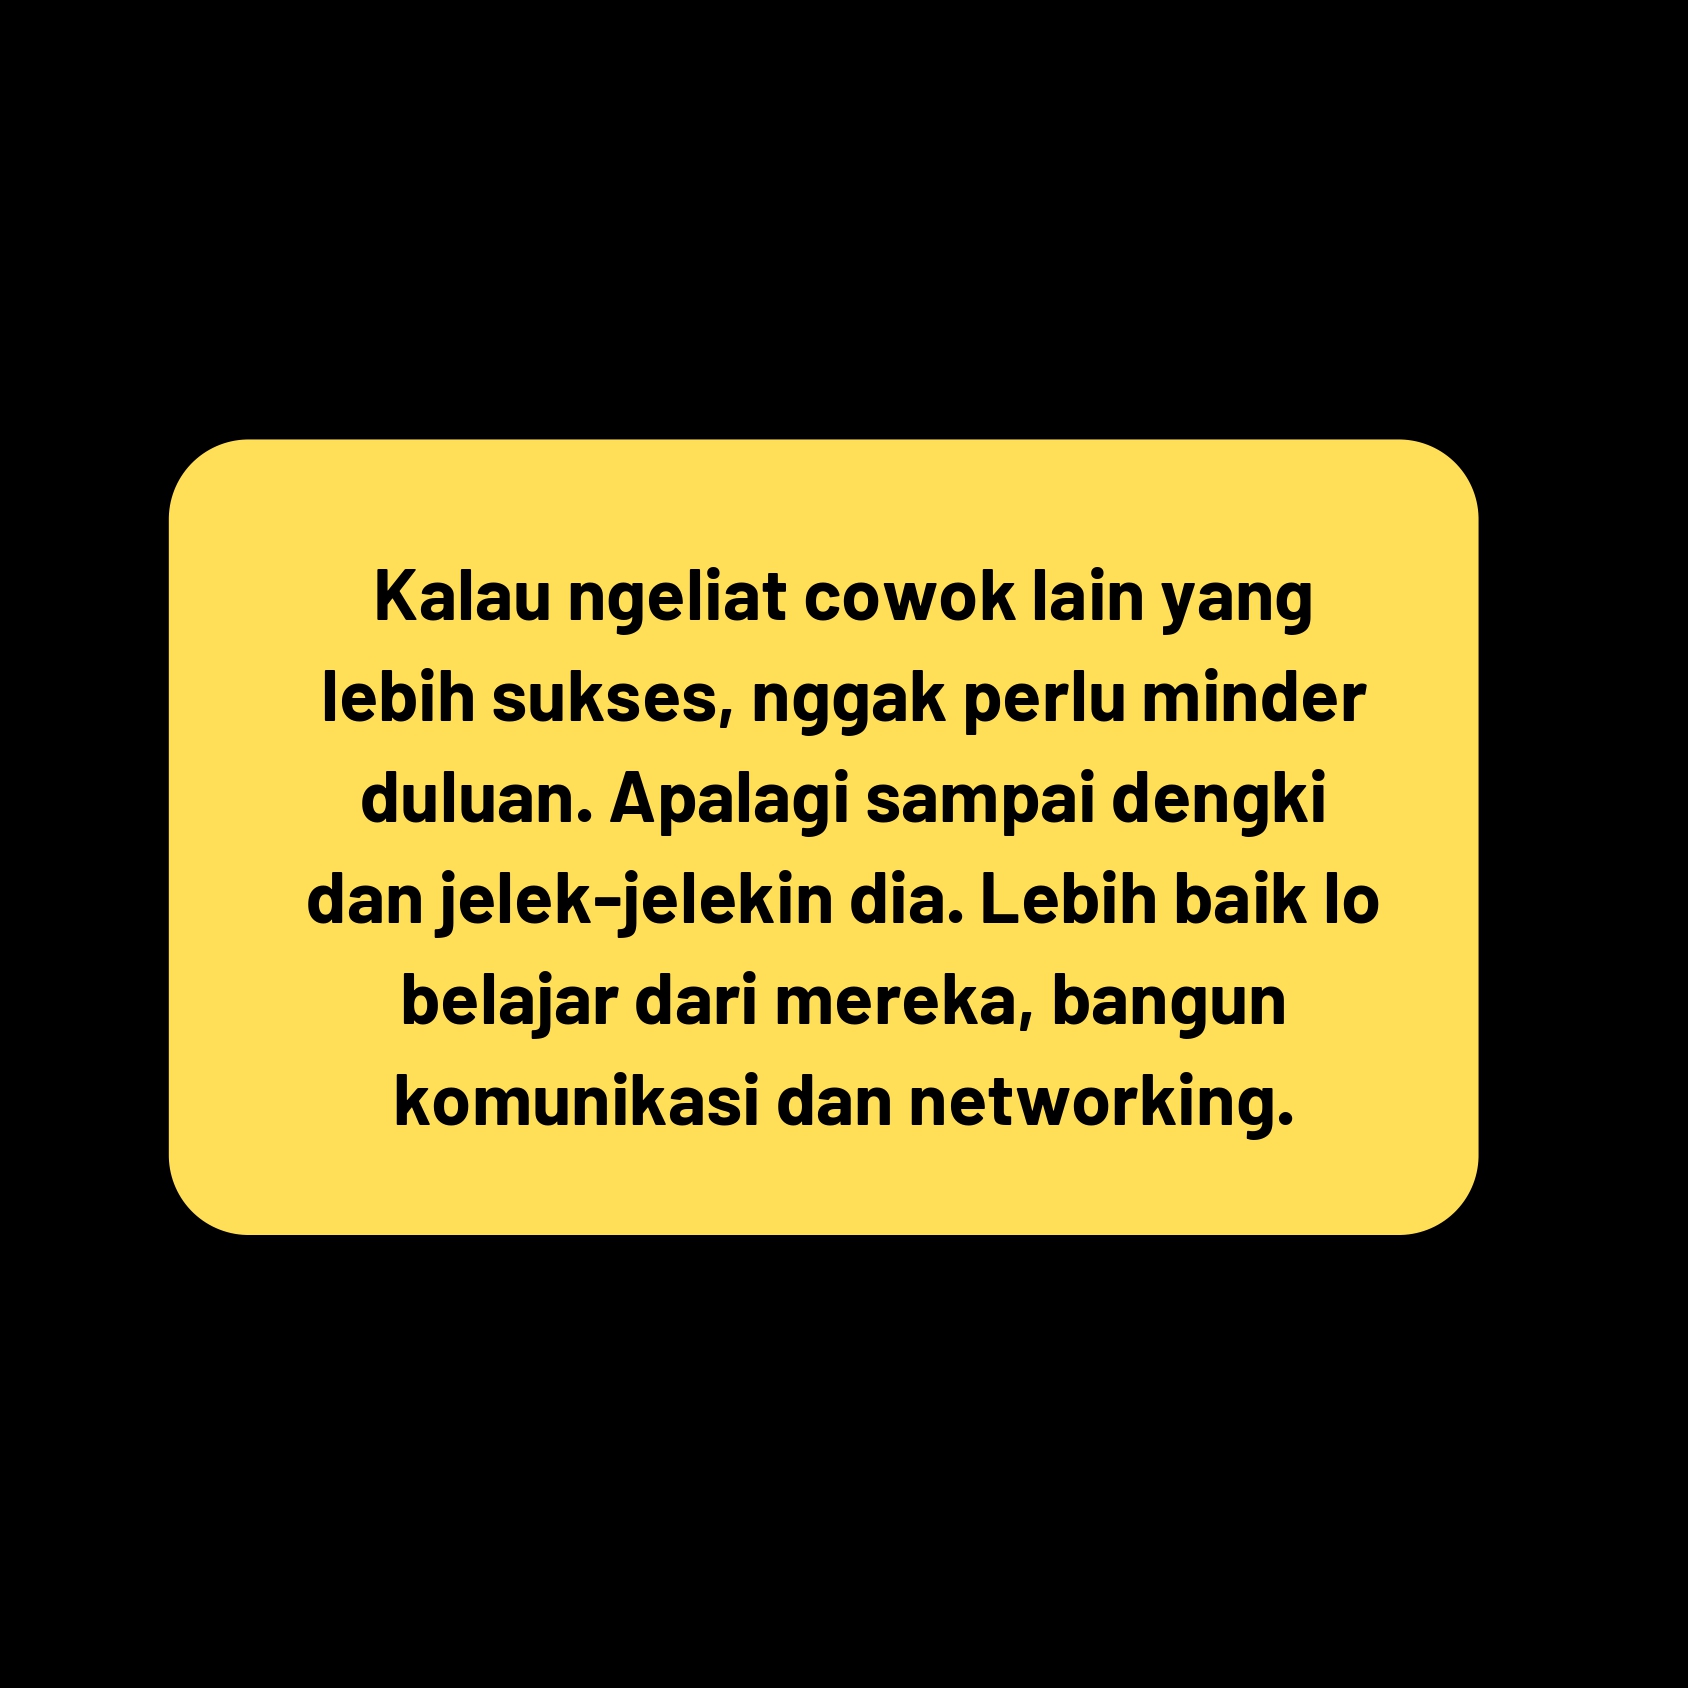 Kalau ngeliat cowok lain yang
lebih sukses, nggak perlu minder
duluan. Apalagi sampai dengki
dan jelek-jelekin dia. Lebih baik lo
belajar dari mereka, bangun
komunikasi dan networking.